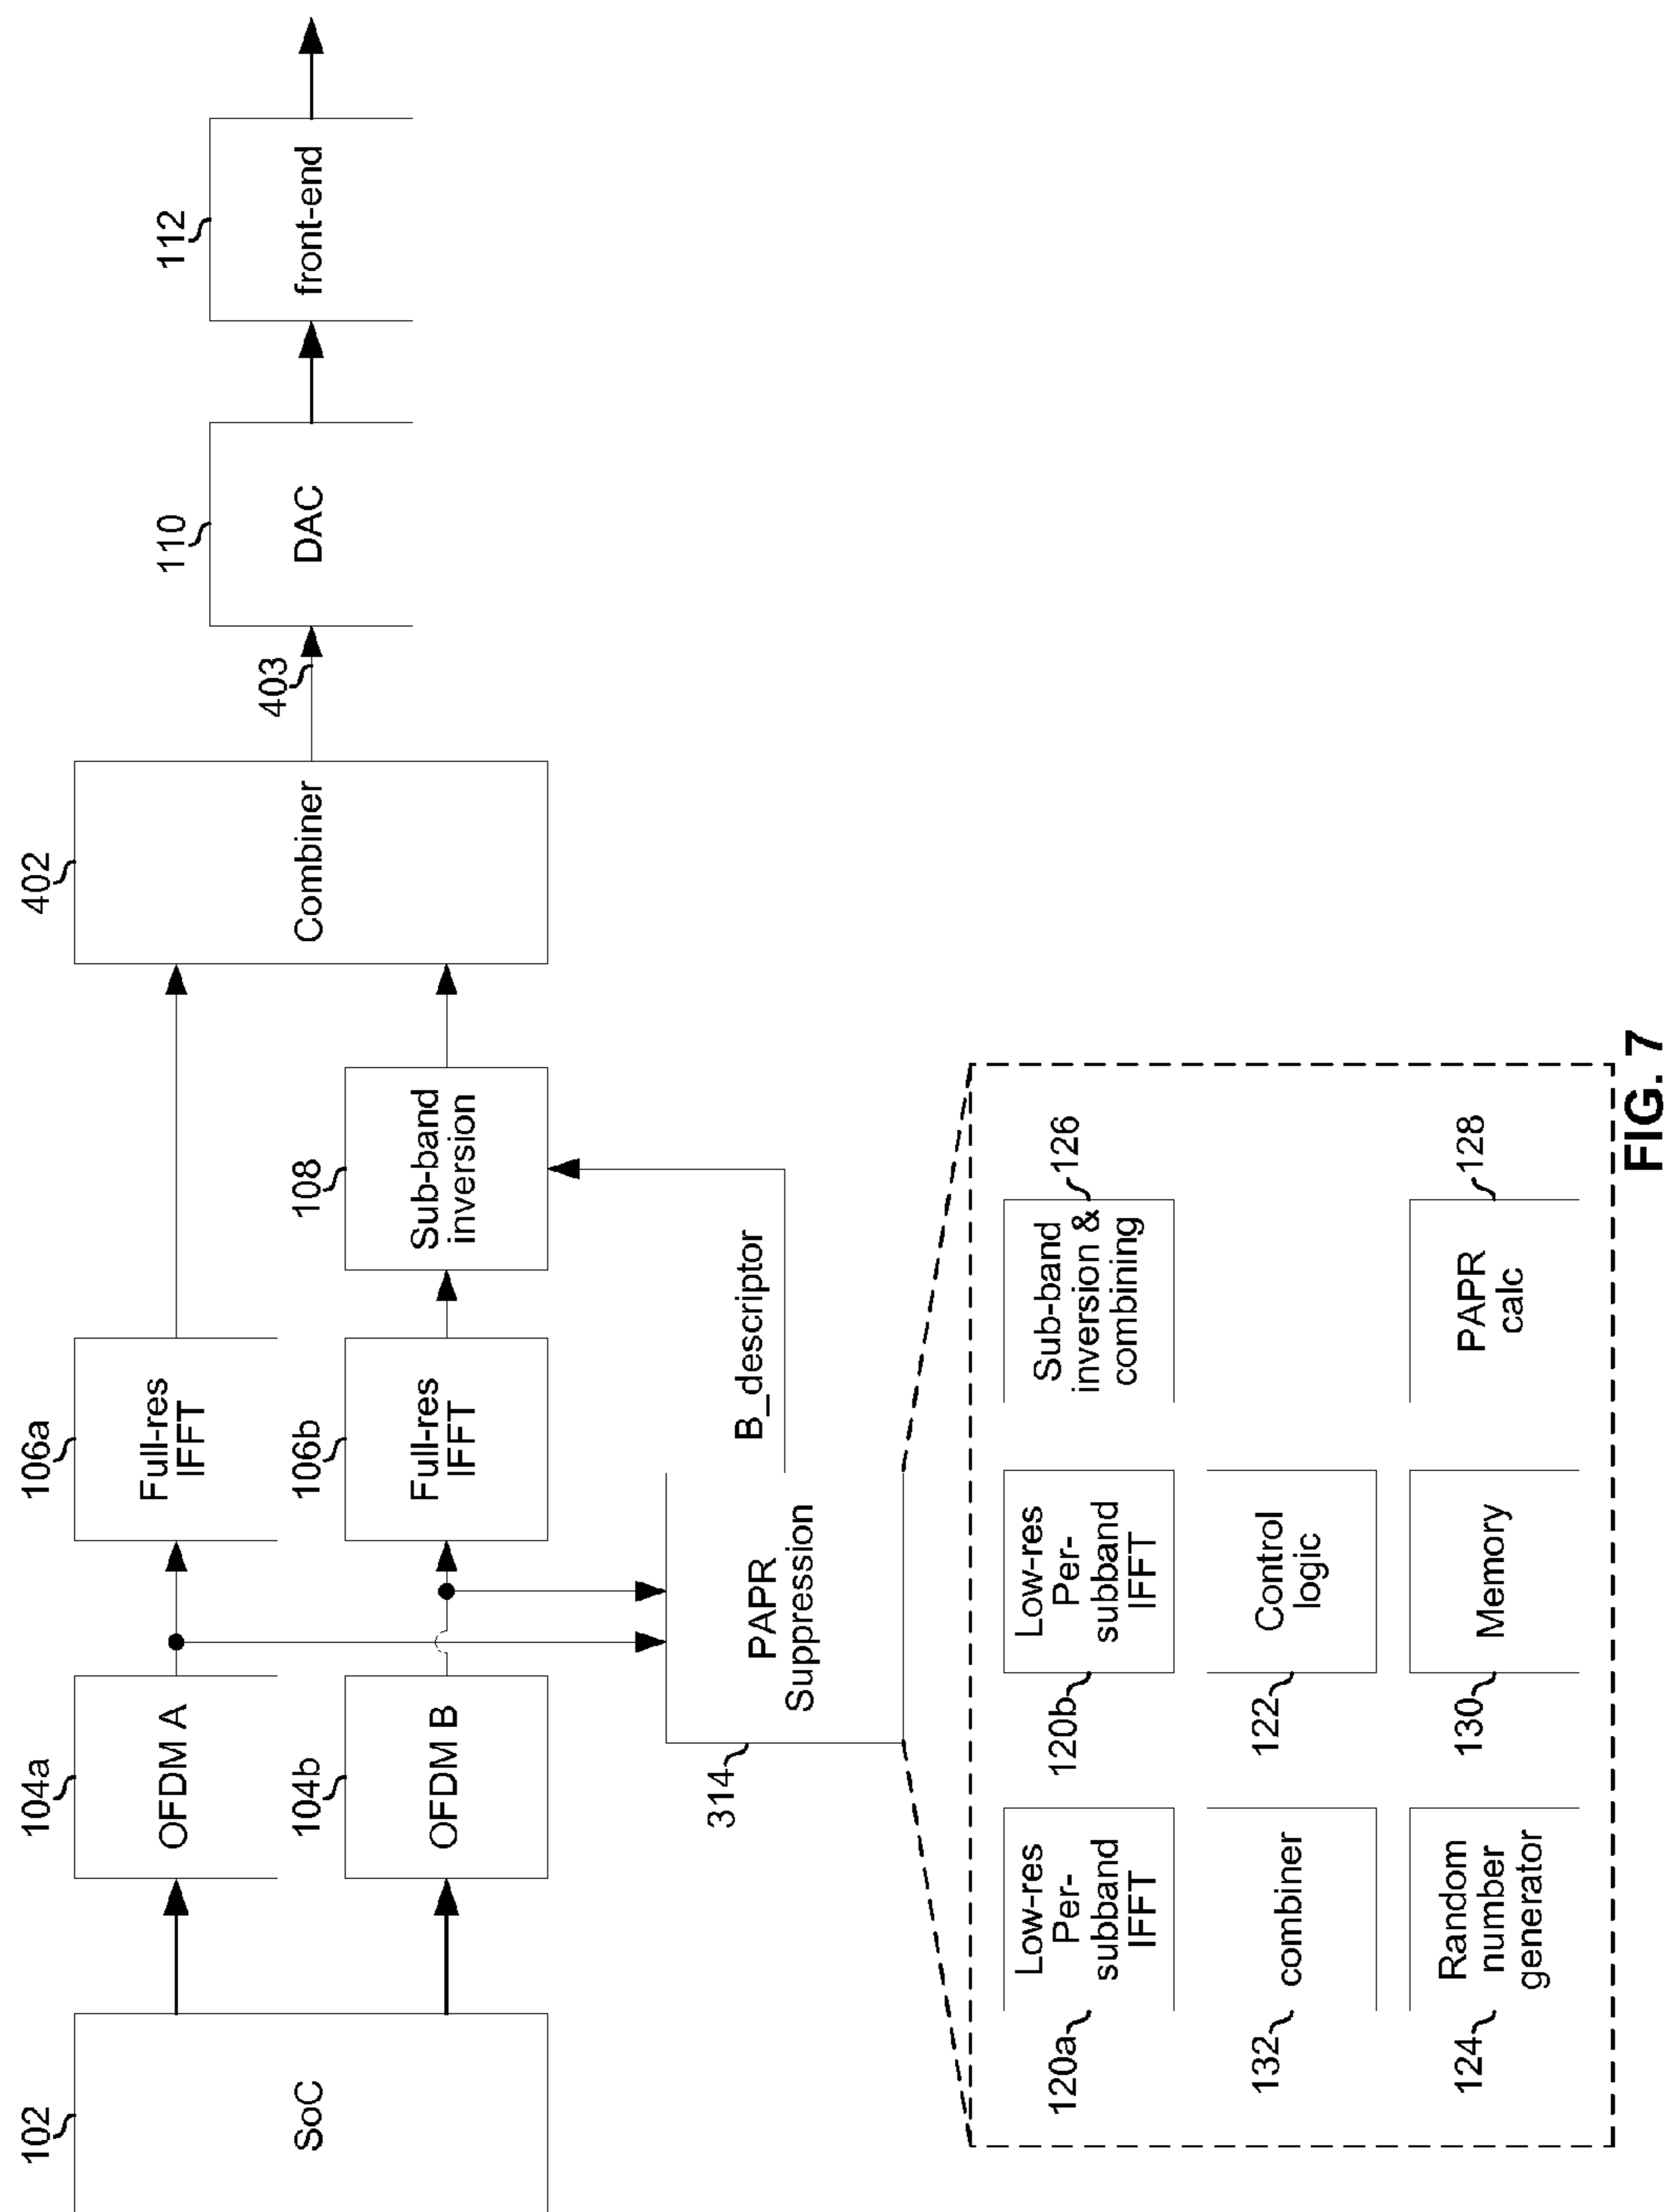 102
SoC
104a
OFDM A
104b
OFDM B
106a
Full-res
IFFT
106b
Full-res
IFFT
108
Sub-band
inversion
402
Combiner
403
110
DAC
112
front-end
314
PAPR
Suppression
B_descriptor
120a
Low-res
Per-
subband
IFFT
120b
Low-res
Per-
subband
IFFT
Sub-band
inversion &
combining
126
132
combiner
122
Control
logic
124
Random
number
generator
130
Memory
PAPR
calc
128
FIG. 7